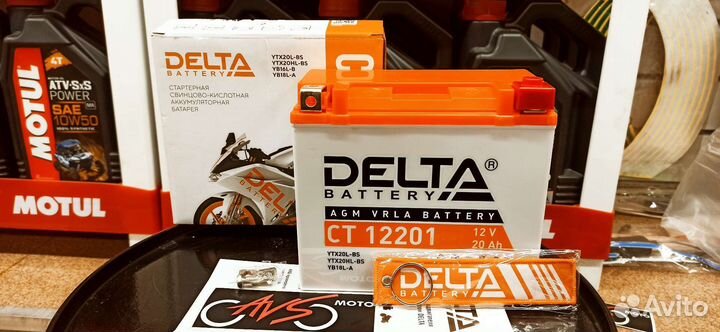 4T
ATV-SxS
POWER
SAE
10W50
MOTUL
MOTUL
DELTA
BATTERY
YTX20L-BS
YTX20HL-BS
YB16L-B
YB18L-A
СТАРТЕРНАЯ
СВИНЦОВО-КИСЛОТНАЯ
АККУМУЛЯТОРНАЯ
БАТАРЕЯ
DELTA®
BATTERY
AGM VRLA BATTERY
CT 12201
12 V
20 Ah
YTX20L-BS
YTX20HL-BS
YB18L-A
DELTA
BATTERY
AVS
MOTO
Avito